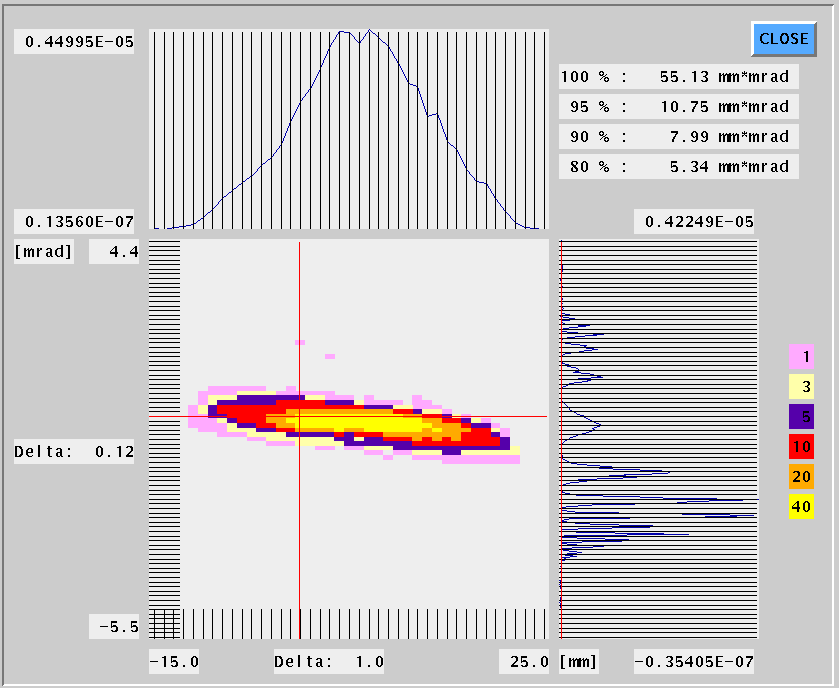 0.44995E-05
CLOSE
100 % : 55.13 mm*mrad
95 % : 10.75 mm*mrad
90 % : 7.99 mm*mrad
80 % : 5.34 mm*mrad
0.13560E-07
0.42249E-05
[mrad] 4.4
1
3
5
10
20
40
Delta: 0.12
-5.5
-15.0 Delta: 1.0 25.0 [mm] -0.35405E-07